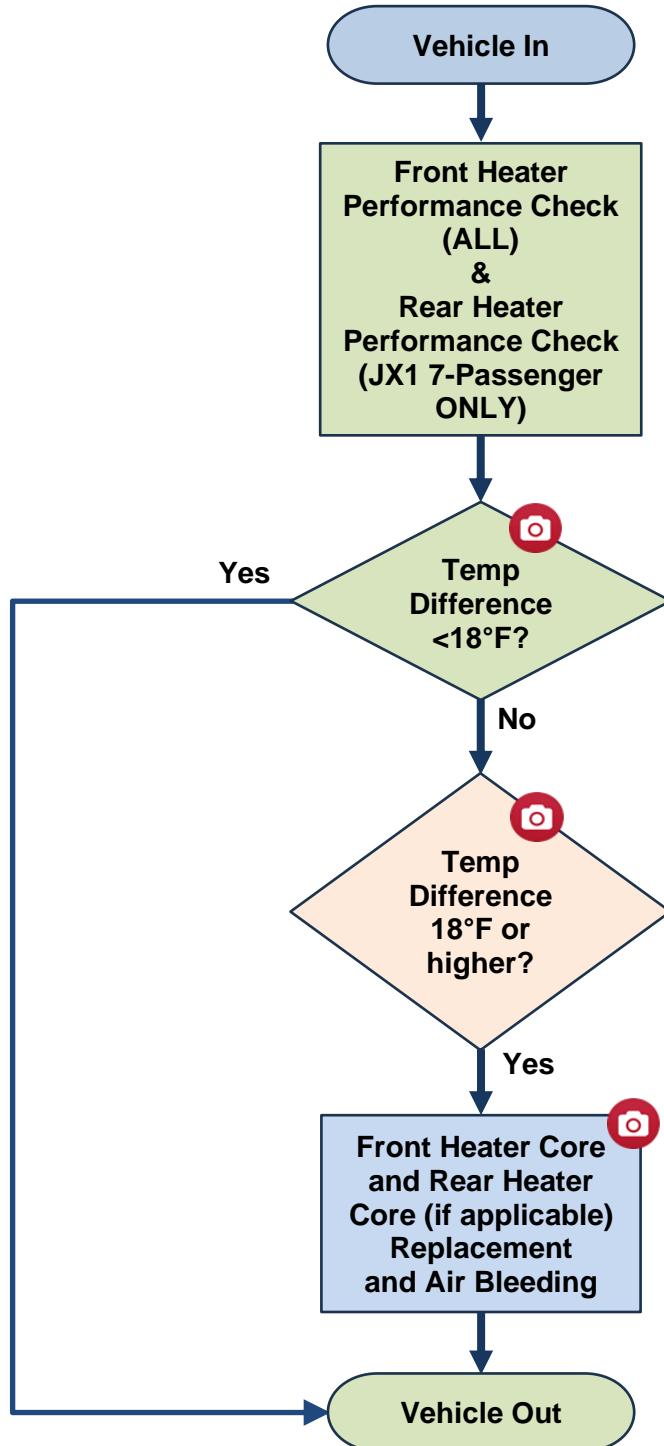 Vehicle In
Front Heater
Performance Check
(ALL)
&
Rear Heater
Performance Check
(JX1 7-Passenger
ONLY)
Yes
Temp
Difference
<18°F?
No
Temp
Difference
18°F or
higher?
Yes
Front Heater Core
and Rear Heater
Core (if applicable)
Replacement
and Air Bleeding
Vehicle Out